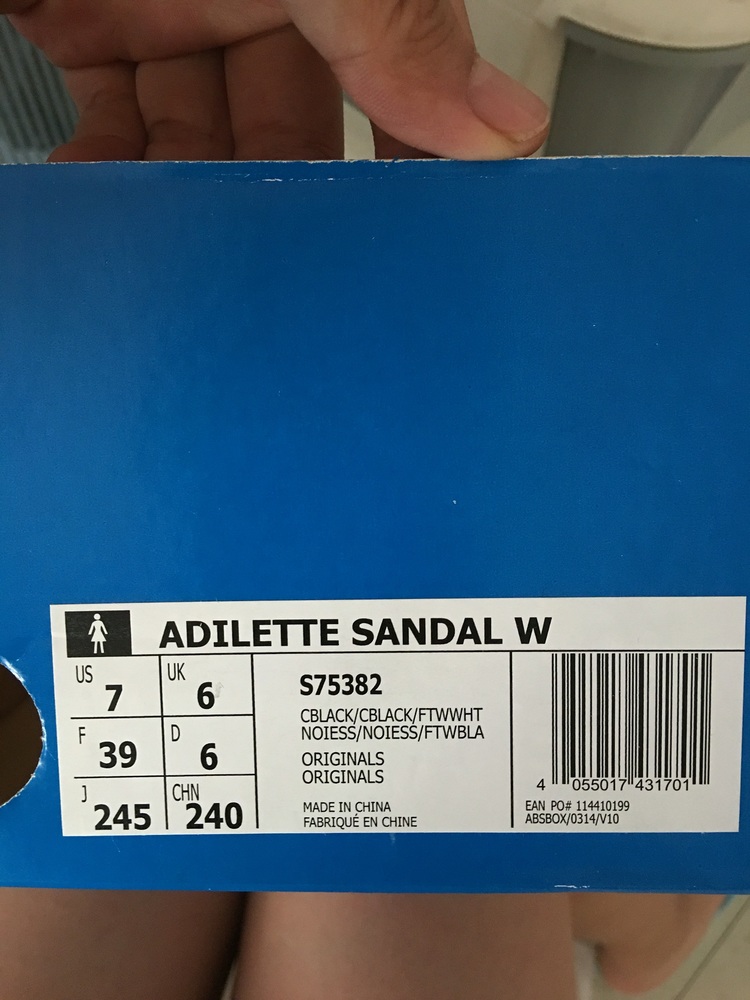 ADILETTE SANDAL W
US 7 UK 6
F 39 D 6
J 245 CHN 240
S75382
CBLACK/CBLACK/FTWWHT
NOIESS/NOIESS/FTWBLA
ORIGINALS
ORIGINALS
MADE IN CHINA
FABRIQUÉ EN CHINE
4 055017 431701
EAN PO# 114410199
ABSBOX/0314/V10